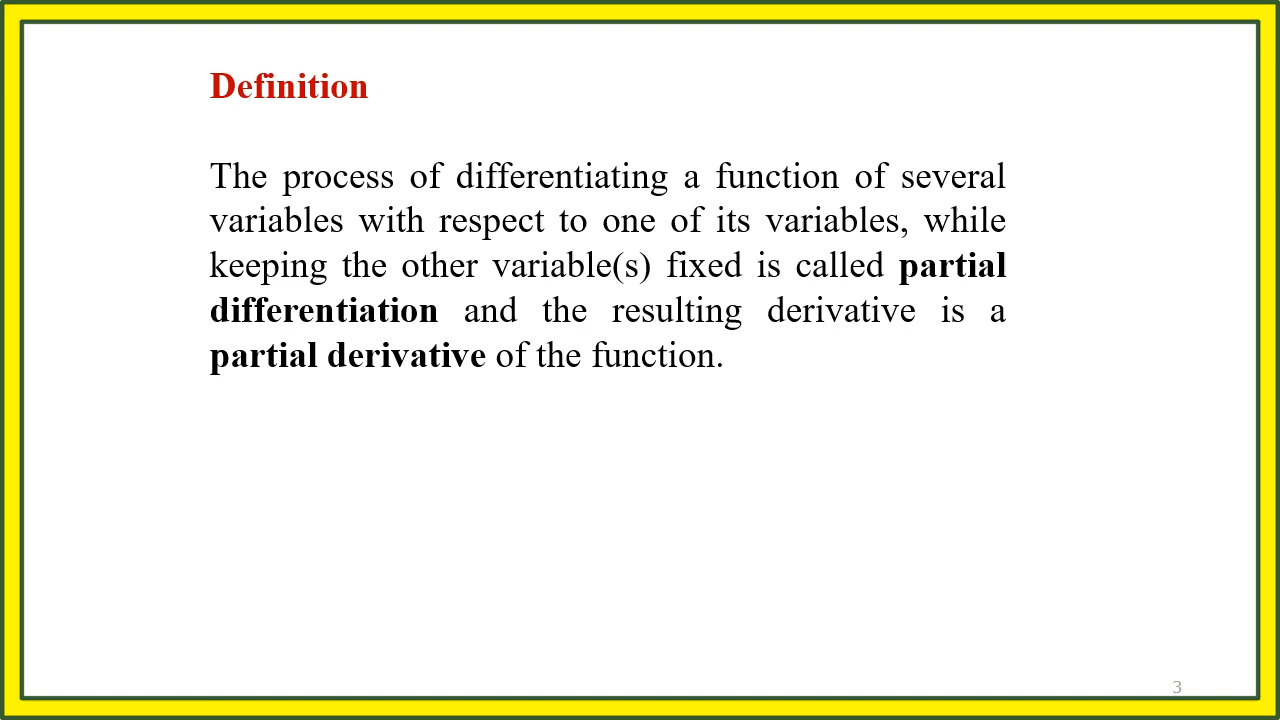 Definition
The process of differentiating a function of several
variables with respect to one of its variables, while
keeping the other variable(s) fixed is called partial
differentiation and the resulting derivative is a
partial derivative of the function.
3